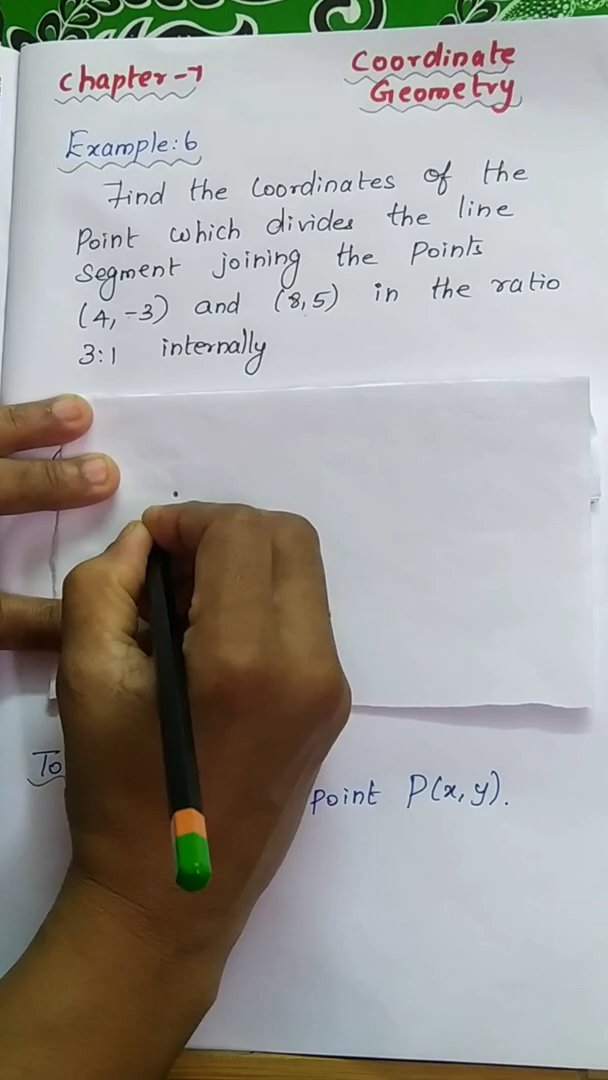 Chapter-7
Coordinate
Geometry
Example:6
Find the Coordinates of the
Point which divides the line
Segment joining the Points
(4,-3) and (8,5) in the ratio
3:1 internally
To
point P(x,y).